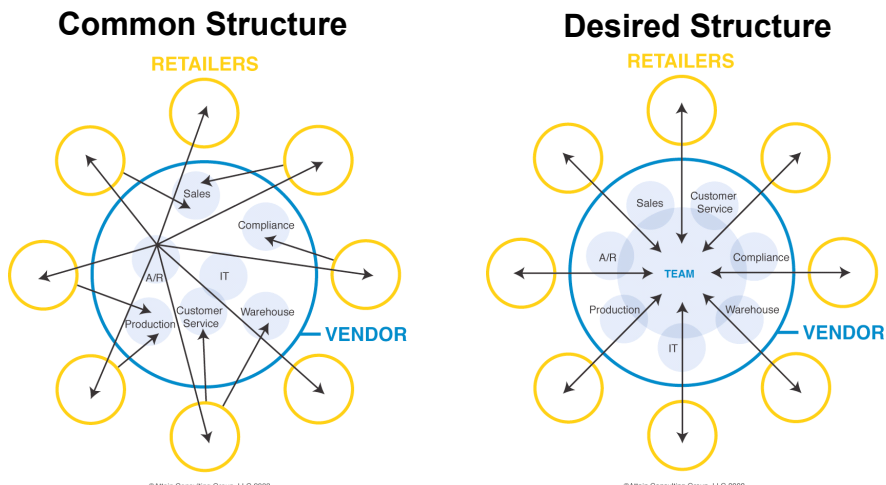 Common Structure
RETAILERS
Sales
Compliance
A/R
IT
Customer
Service
Production
Warehouse
VENDOR
Desired Structure
RETAILERS
Sales
Customer
Service
A/R
Compliance
TEAM
Production
Warehouse
IT
VENDOR